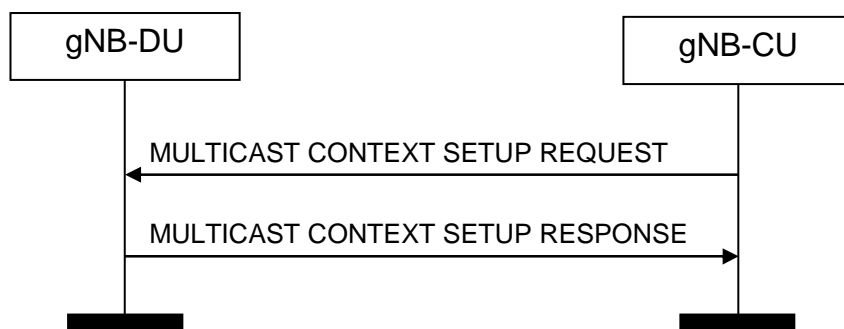 gNB-DU
gNB-CU
MULTICAST CONTEXT SETUP REQUEST
MULTICAST CONTEXT SETUP RESPONSE